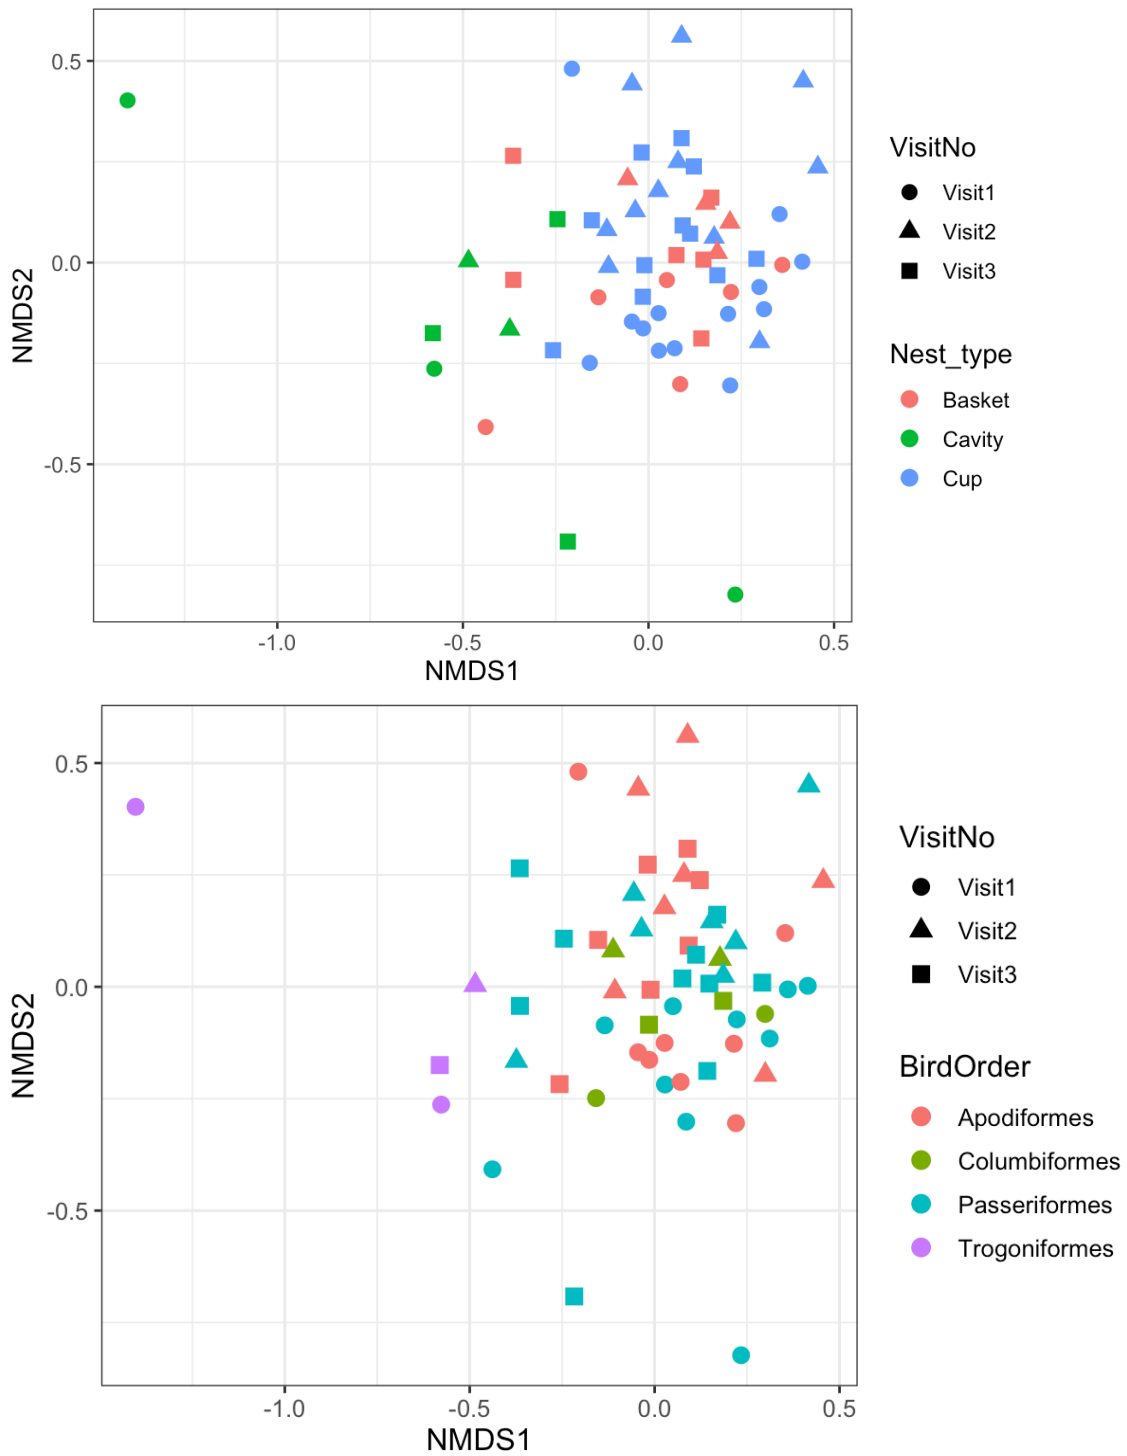 0.5
0.0
-0.5
NMDS2
-1.0
-0.5
0.0
0.5
NMDS1
VisitNo
Visit1
Visit2
Visit3
Nest_type
Basket
Cavity
Cup
0.5
0.0
-0.5
NMDS2
-1.0
-0.5
0.0
0.5
NMDS1
VisitNo
Visit1
Visit2
Visit3
BirdOrder
Apodiformes
Columbiformes
Passeriformes
Trogoniformes